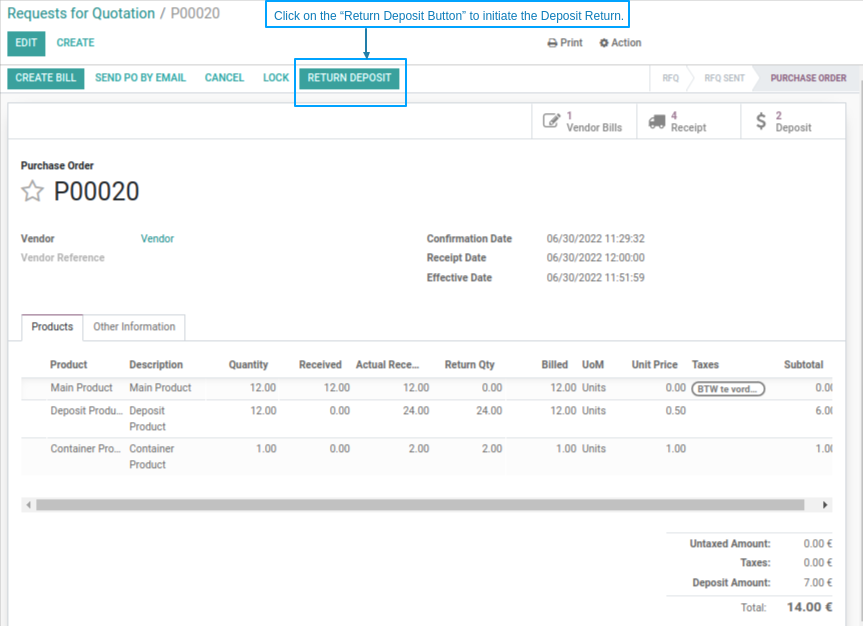 Requests for Quotation / P00020
Click on the “Return Deposit Button” to initiate the Deposit Return.
EDIT CREATE Print Action
CREATE BILL SEND PO BY EMAIL CANCEL LOCK RETURN DEPOSIT RFQ RFQ SENT PURCHASE ORDER
1 Vendor Bills
4 Receipt
2 Deposit
Purchase Order
P00020
Vendor Vendor Confirmation Date 06/30/2022 11:29:32
Vendor Reference Receipt Date 06/30/2022 12:00:00
Effective Date 06/30/2022 11:51:59
Products Other Information
Product Description Quantity Received Actual Rece... Return Qty Billed UoM Unit Price Taxes Subtotal
Main Product Main Product 12.00 12.00 12.00 0.00 12.00 Units 0.00 BTW te vord... 0.00
Deposit Produ... Deposit Product 12.00 0.00 24.00 24.00 12.00 Units 0.50 6.00
Container Pro... Container Product 1.00 0.00 2.00 2.00 1.00 Units 1.00 1.00
Untaxed Amount: 0.00 €
Taxes: 0.00 €
Deposit Amount: 7.00 €
Total: 14.00 €